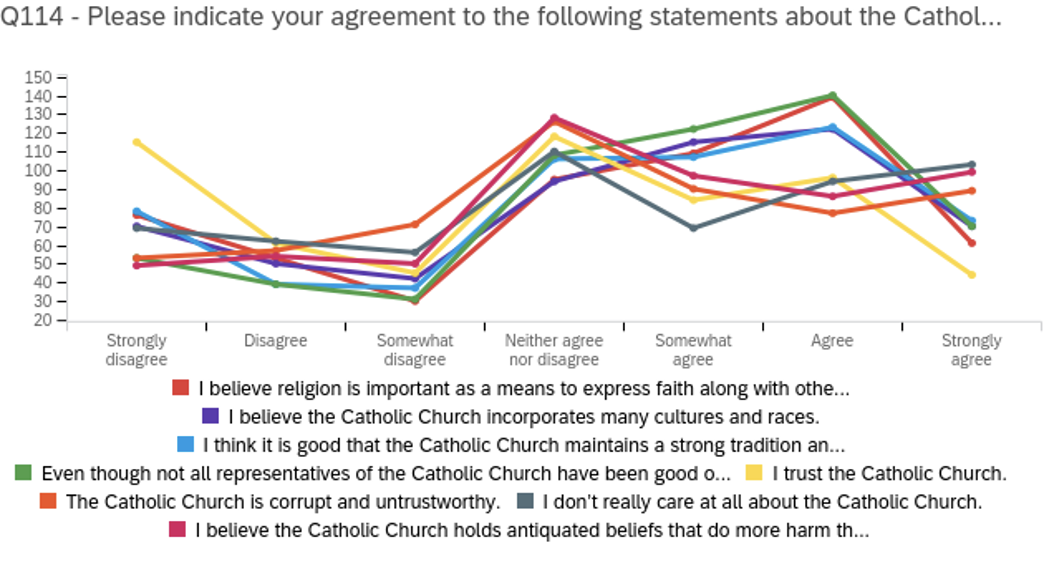 Q114 - Please indicate your agreement to the following statements about the Cathol...
150
140
130
120
110
100
90
80
70
60
50
40
30
20
Strongly disagree
Disagree
Somewhat disagree
Neither agree nor disagree
Somewhat agree
Agree
Strongly agree
I believe religion is important as a means to express faith along with othe...
I believe the Catholic Church incorporates many cultures and races.
I think it is good that the Catholic Church maintains a strong tradition an...
Even though not all representatives of the Catholic Church have been good o... I trust the Catholic Church.
The Catholic Church is corrupt and untrustworthy. I don't really care at all about the Catholic Church.
I believe the Catholic Church holds antiquated beliefs that do more harm th...